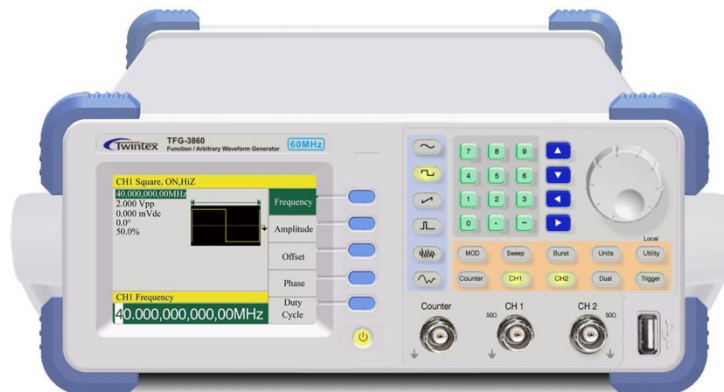 Twintex
TFG-3860
Function / Arbitrary Waveform Generator
60MHz
CH1 Square, ON,HiZ
40.000,000,00MHz
2.000 Vpp
0.000 mVdc
0.0°
50.0%
Frequency
Amplitude
Offset
Phase
Duty
Cycle
CH1 Frequency
40.000,000,000,00MHz
7 8 9
4 5 6
1 2 3
0 . −
Local
MOD Sweep Burst Units Utility
Counter CH1 CH2 Dual Trigger
Counter CH 1 CH 2
50Ω 50Ω